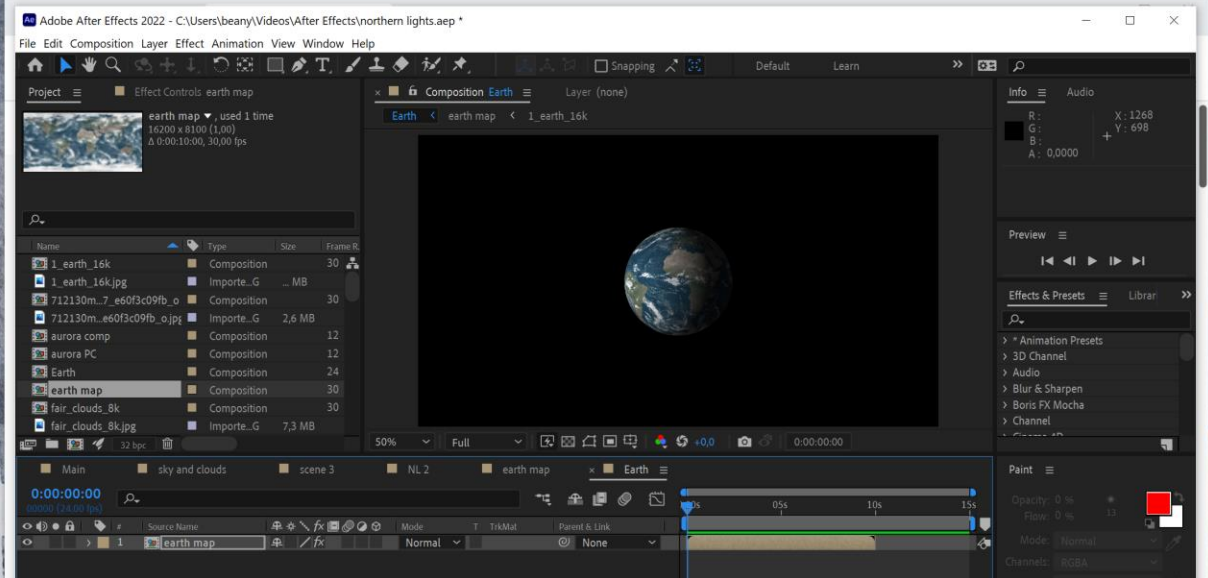 Ae Adobe After Effects 2022 - C:\Users\beany\Videos\After Effects\northern lights.aep *
File Edit Composition Layer Effect Animation View Window Help
Snapping Default Learn
Project Effect Controls earth map
earth map , used 1 time
16200 x 8100 (1,00)
Δ 0:00:10:00, 30,00 fps
Name Type Size Frame R.
1_earth_16k Composition 30
1_earth_16k.jpg Importe...G ... MB
712130m...7_e60f3c09fb_o Composition 30
712130m...e60f3c09fb_o.jpg Importe...G 2,6 MB
aurora comp Composition 12
aurora PC Composition 12
Earth Composition 24
earth map Composition 30
fair_clouds_8k Composition 30
fair_clouds_8k.jpg Importe...G 7,3 MB
32 bpc
Composition Earth Layer (none)
Earth earth map 1_earth_16k
50% Full +0,0 0:00:00:00
Info Audio
R: X: 1268
G: Y: 698
B:
A: 0,0000
Preview
Effects & Presets Librari
* Animation Presets
3D Channel
Audio
Blur & Sharpen
Boris FX Mocha
Channel
Cinema 4D
Main sky and clouds scene 3 NL 2 earth map Earth
0:00:00:00
00000 (24.00 fps)
05s 10s 15s
# Source Name fx Mode T TrkMat Parent & Link
1 earth map fx Normal None
Paint
Opacity: 0 %
Flow: 0 % 13
Mode: Normal
Channels: RGBA